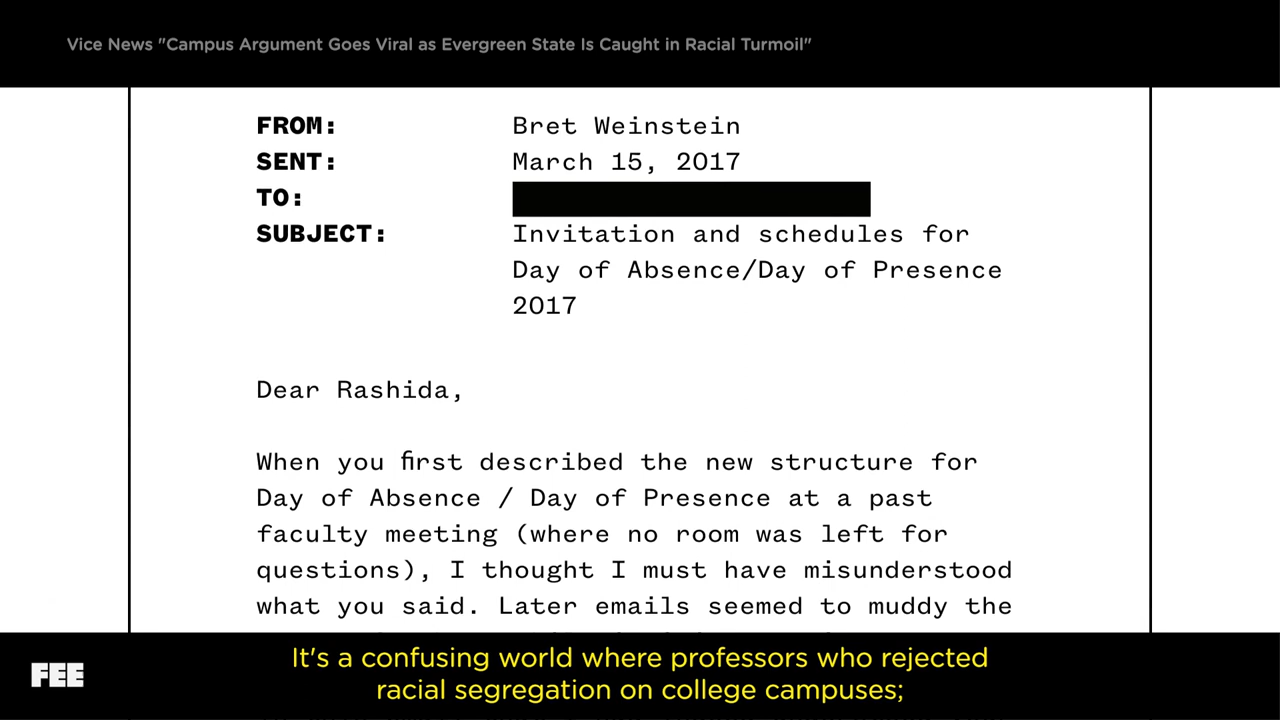 Vice News "Campus Argument Goes Viral as Evergreen State Is Caught in Racial Turmoil"
FROM: Bret Weinstein
SENT: March 15, 2017
TO:
SUBJECT: Invitation and schedules for
Day of Absence/Day of Presence
2017
Dear Rashida,
When you first described the new structure for
Day of Absence / Day of Presence at a past
faculty meeting (where no room was left for
questions), I thought I must have misunderstood
what you said. Later emails seemed to muddy the
FEE
It's a confusing world where professors who rejected
racial segregation on college campuses;